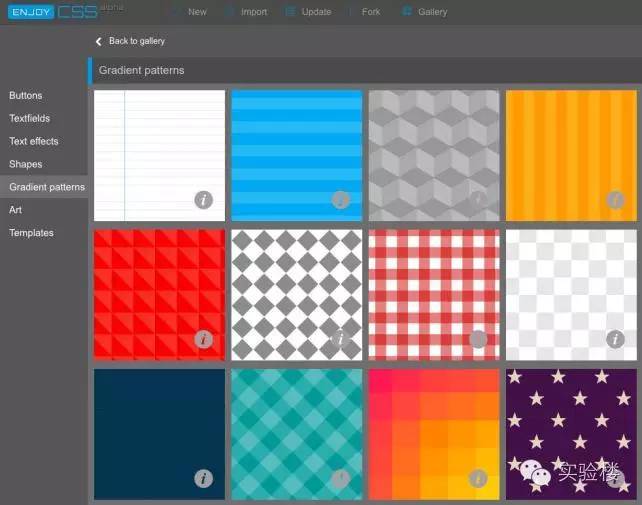 ENJOY CSS alpha New Import Update Fork Gallery
Back to gallery
Gradient patterns
Buttons
Textfields
Text effects
Shapes
Gradient patterns
Art
Templates
i
i
i
i
i
i
i
i
i
i
i
i
实验楼